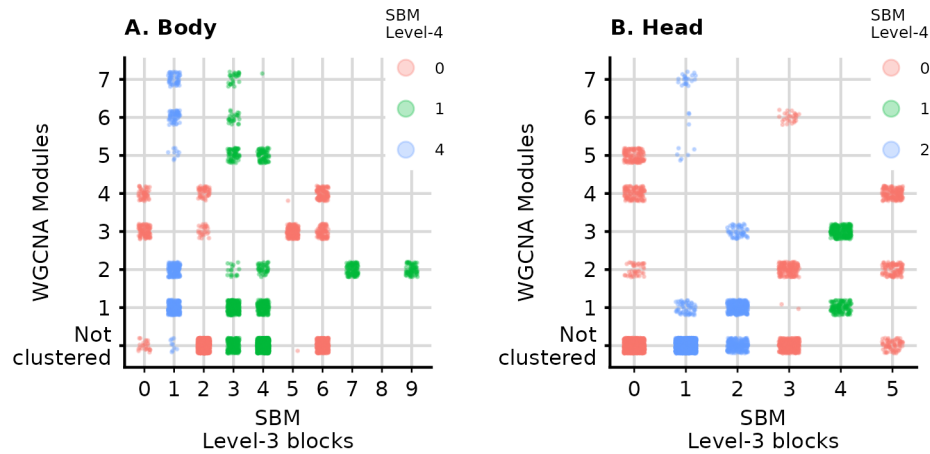 A. Body
SBM
Level-4
0
1
4
WGCNA Modules
7
6
5
4
3
2
1
Not
clustered
0 1 2 3 4 5 6 7 8 9
SBM
Level-3 blocks
B. Head
SBM
Level-4
0
1
2
WGCNA Modules
7
6
5
4
3
2
1
Not
clustered
0 1 2 3 4 5
SBM
Level-3 blocks